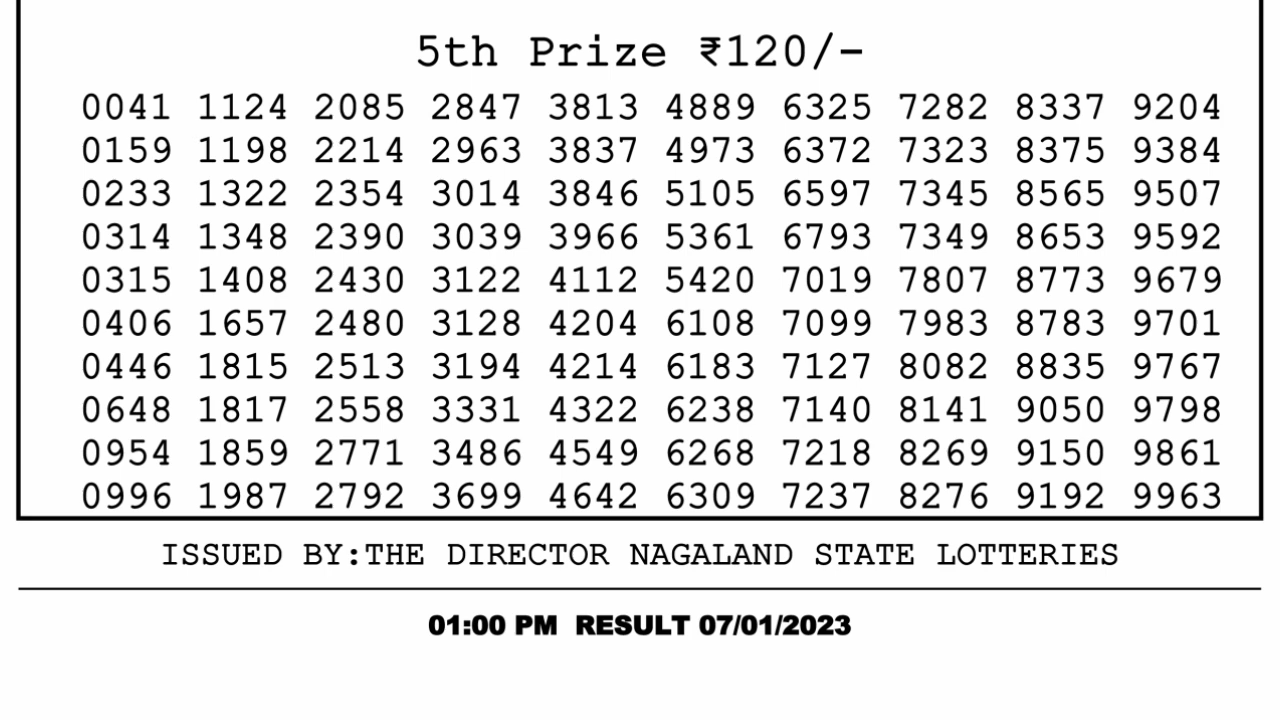 5th Prize ₹120/-
0041 1124 2085 2847 3813 4889 6325 7282 8337 9204
0159 1198 2214 2963 3837 4973 6372 7323 8375 9384
0233 1322 2354 3014 3846 5105 6597 7345 8565 9507
0314 1348 2390 3039 3966 5361 6793 7349 8653 9592
0315 1408 2430 3122 4112 5420 7019 7807 8773 9679
0406 1657 2480 3128 4204 6108 7099 7983 8783 9701
0446 1815 2513 3194 4214 6183 7127 8082 8835 9767
0648 1817 2558 3331 4322 6238 7140 8141 9050 9798
0954 1859 2771 3486 4549 6268 7218 8269 9150 9861
0996 1987 2792 3699 4642 6309 7237 8276 9192 9963
ISSUED BY:THE DIRECTOR NAGALAND STATE LOTTERIES
01:00 PM RESULT 07/01/2023